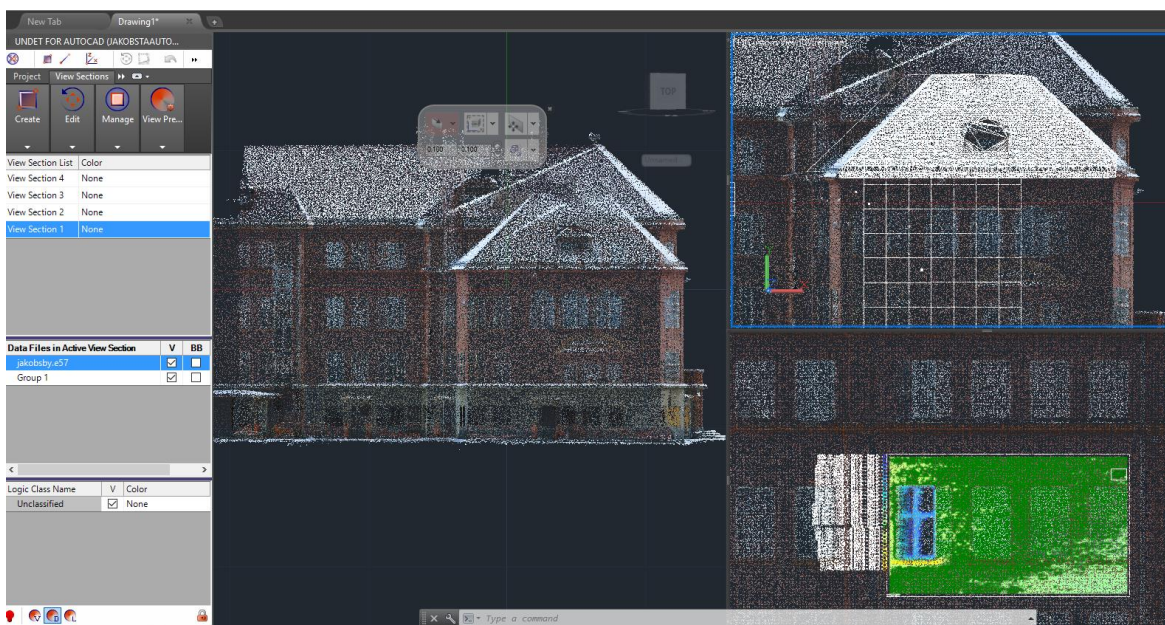 New Tab
Drawing1*
UNDET FOR AUTOCAD (JAKOBSTAAUTO...
Project View Sections
Create Edit Manage View Pre...
View Section List Color
View Section 4 None
View Section 3 None
View Section 2 None
View Section 1 None
Data Files in Active View Section V BB
jakobsby.e57
Group 1
Logic Class Name V Color
Unclassified None
TOP
0.100 0.100
Type a command